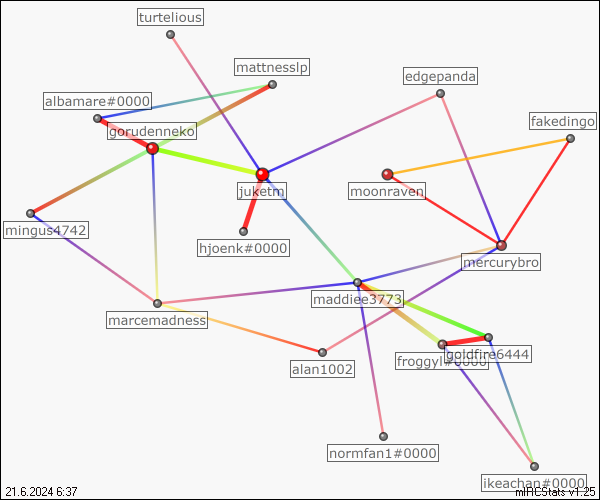 turtelious
mattnesslp
edgepanda
albamare#0000
fakedingo
gorudenneko
juketm
moonraven
mingus4742
hjoenk#0000
mercurybro
maddiee3773
marcemadness
goldfire6444
froggyl#0000
alan1002
normfan1#0000
ikeachan#0000
21.6.2024 6:37
mIRCStats v1.25